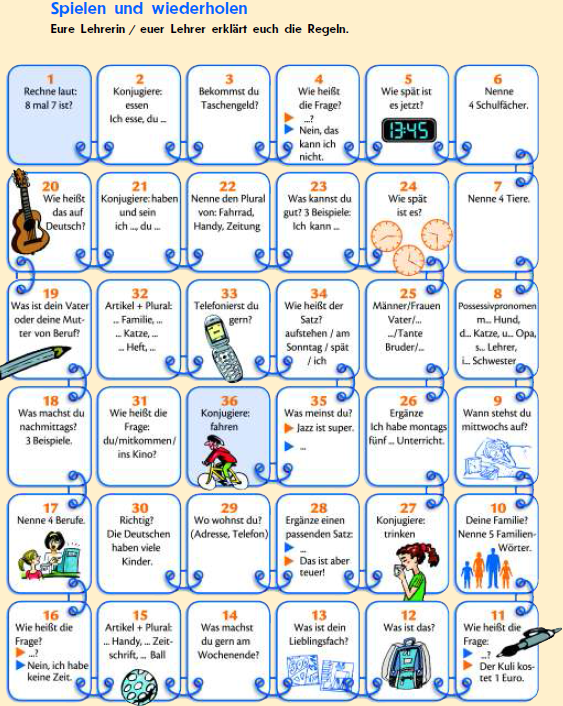 Spielen und wiederholen
Eure Lehrerin / euer Lehrer erklärt euch die Regeln.
1
Rechne laut:
8 mal 7 ist?
2
Konjugiere:
essen
Ich esse, du ...
3
Bekommst du
Taschengeld?
4
Wie heißt
die Frage?
...?
Nein, das
kann ich
nicht.
5
Wie spät ist
es jetzt?
13:45
6
Nenne
4 Schulfächer.
20
Wie heißt
das auf
Deutsch?
21
Konjugiere: haben
und sein
ich ..., du ...
22
Nenne den Plural
von: Fahrrad,
Handy, Zeitung
23
Was kannst du
gut? 3 Beispiele:
Ich kann ...
24
Wie spät
ist es?
7
Nenne 4 Tiere.
19
Was ist dein Vater
oder deine Mut-
ter von Beruf?
32
Artikel + Plural:
... Familie, ...
... Katze, ...
... Heft, ...
33
Telefonierst du
gern?
34
Wie heißt der
Satz?
aufstehen / am
Sonntag / spät
/ ich
25
Männer/Frauen
Vater/...
.../Tante
Bruder/...
8
Possessivpronomen
m... Hund,
d... Katze, u... Opa,
s... Lehrer,
i... Schwester
18
Was machst du
nachmittags?
3 Beispiele.
31
Wie heißt die
Frage:
du/mitkommen/
ins Kino?
36
Konjugiere:
fahren
35
Was meinst du?
Jazz ist super.
...
26
Ergänze
Ich habe montags
fünf ... Unterricht.
9
Wann stehst du
mittwochs auf?
17
Nenne 4 Berufe.
30
Richtig?
Die Deutschen
haben viele
Kinder.
29
Wo wohnst du?
(Adresse, Telefon)
28
Ergänze einen
passenden Satz:
...
Das ist aber
teuer!
27
Konjugiere:
trinken
10
Deine Familie?
Nenne 5 Familien-
Wörter.
16
Wie heißt die
Frage?
...?
Nein, ich habe
keine Zeit.
15
Artikel + Plural:
... Handy, ... Zeit-
schrift, ... Ball
14
Was machst
du gern am
Wochenende?
13
Was ist dein
Lieblingsfach?
12
Was ist das?
11
Wie heißt die
Frage:
...?
Der Kuli kos-
tet 1 Euro.